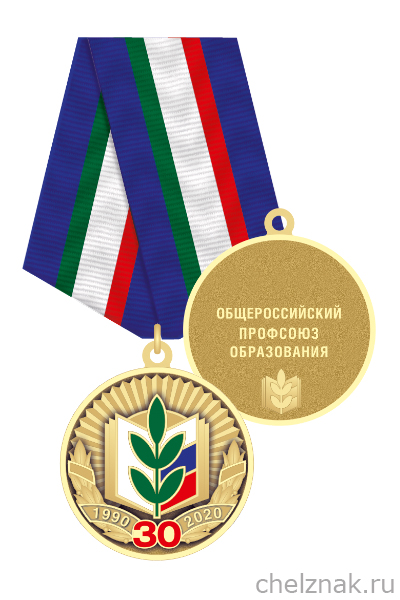 ОБЩЕРОССИЙСКИЙ
ПРОФСОЮЗ
ОБРАЗОВАНИЯ
1990 2020
30
chelznak.ru